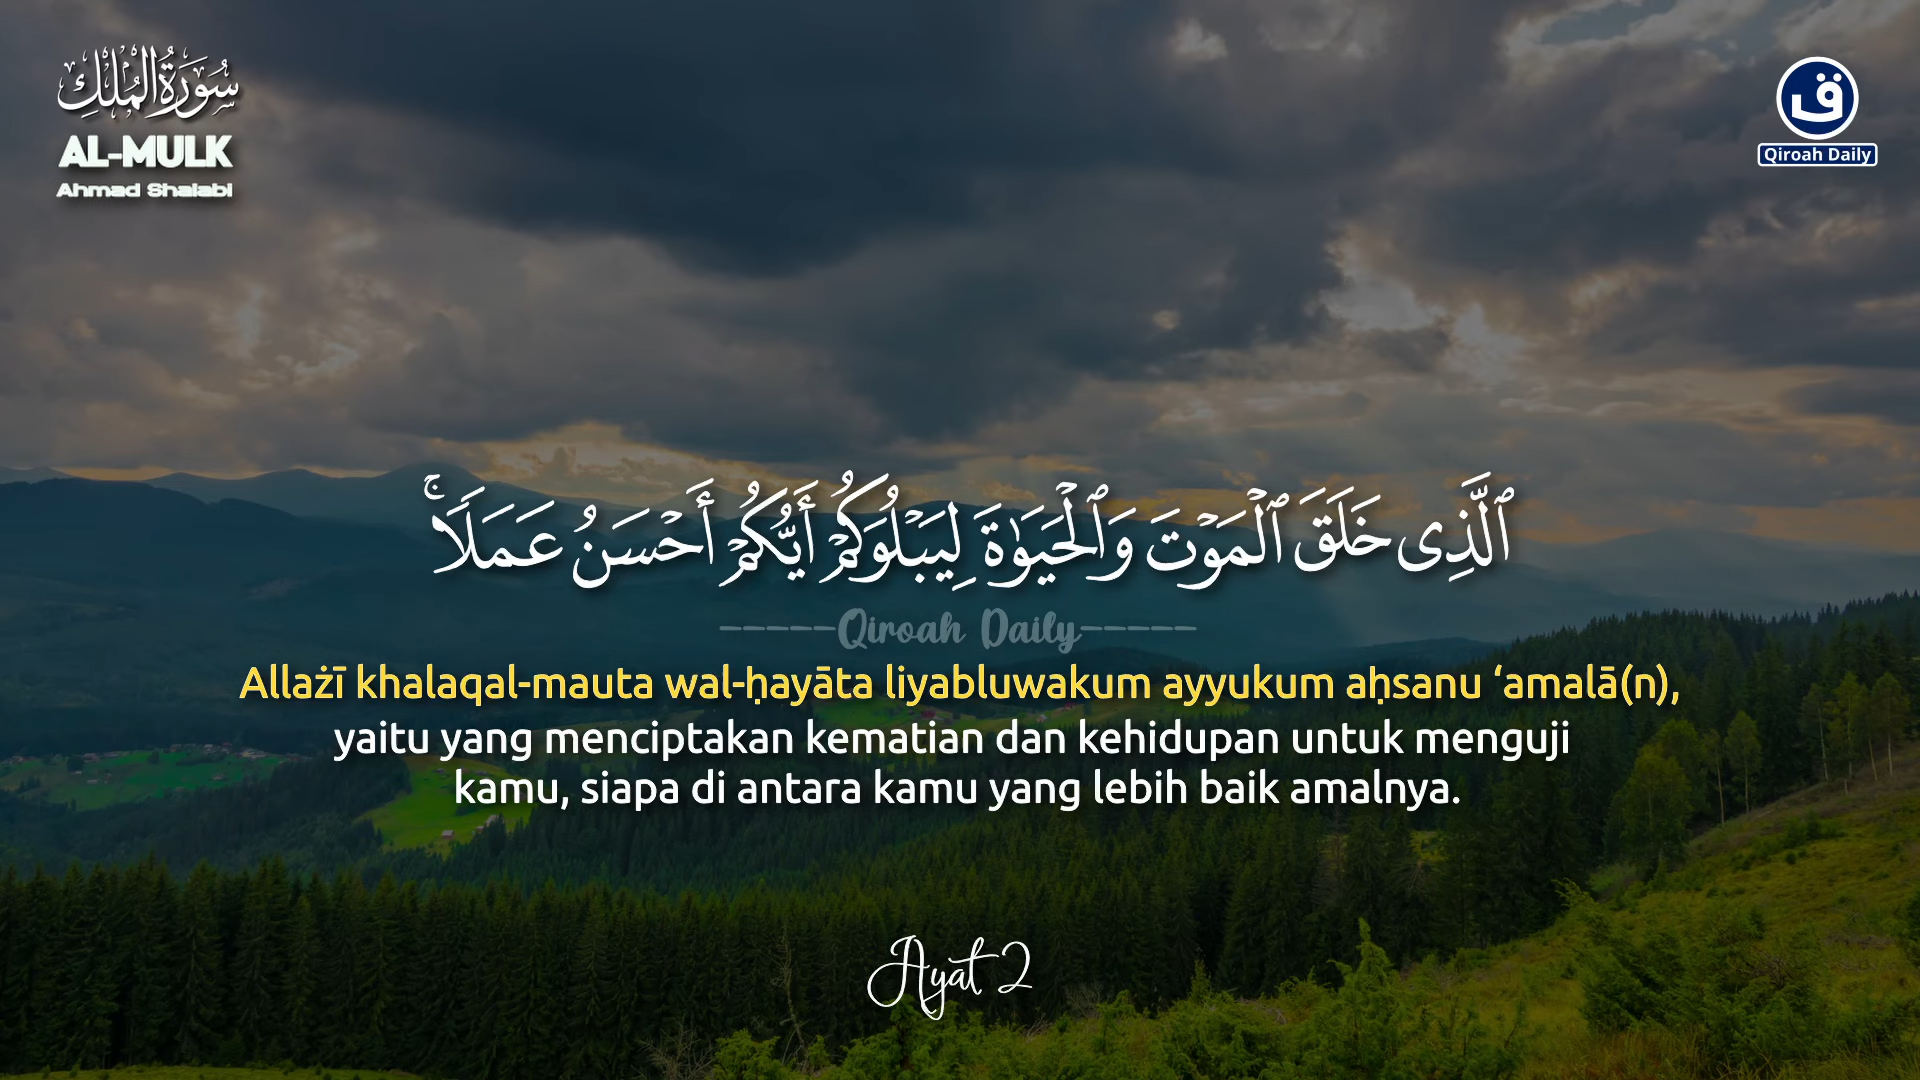 سُورَةُ الْمُلْكِ
AL-MULK
Ahmad Shalabi
ق
Qiroah Daily
ٱلَّذِى خَلَقَ ٱلْمَوْتَ وَٱلْحَيَوٰةَ لِيَبْلُوَكُمْ أَيُّكُمْ أَحْسَنُ عَمَلًا ۚ
-----Qiroah Daily-----
Allażī khalaqal-mauta wal-ḥayāta liyabluwakum ayyukum aḥsanu ‘amalā(n),
yaitu yang menciptakan kematian dan kehidupan untuk menguji
kamu, siapa di antara kamu yang lebih baik amalnya.
Ayat 2